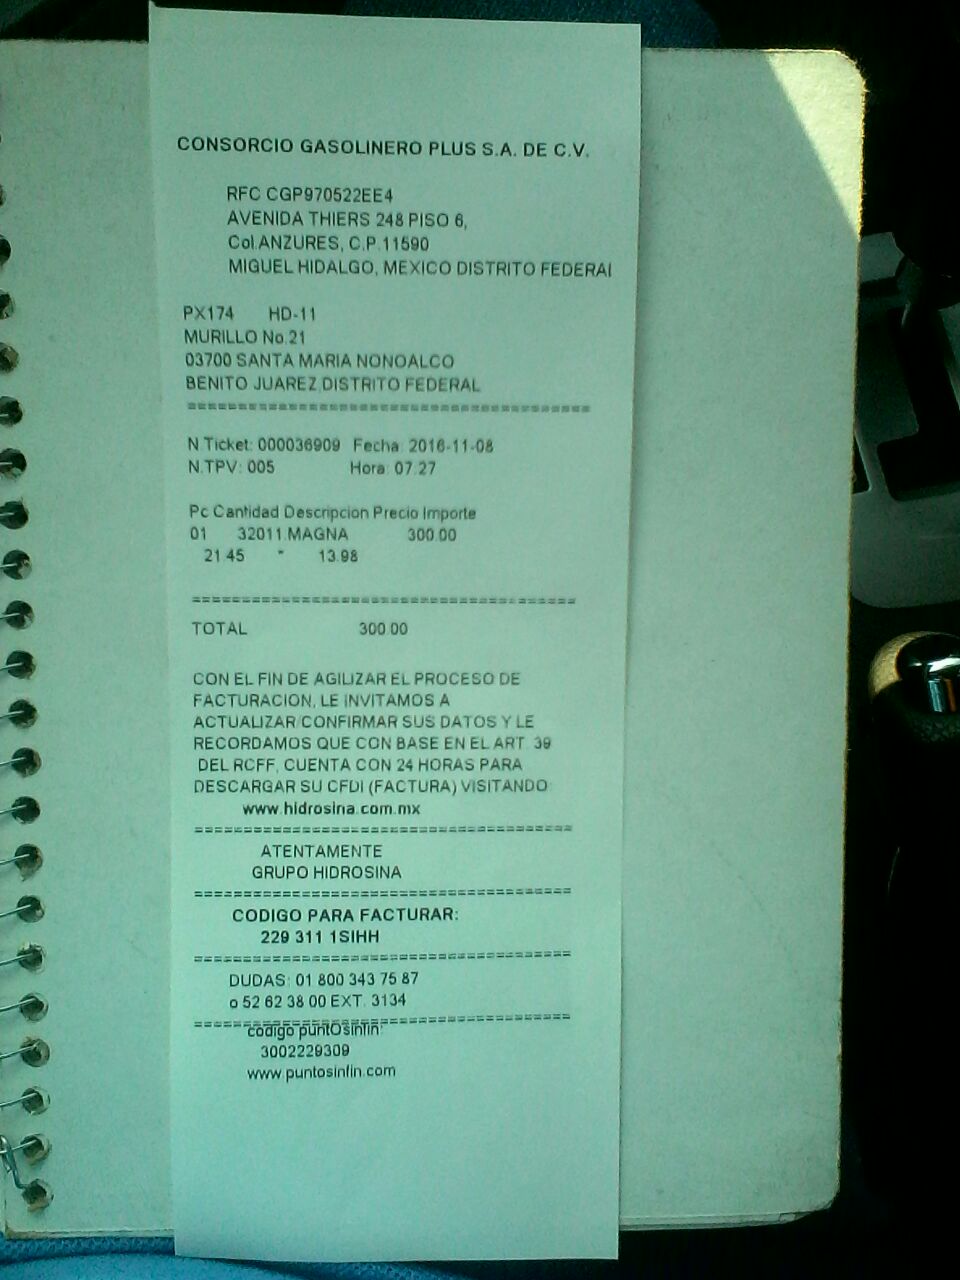 CONSORCIO GASOLINERO PLUS S.A. DE C.V.
RFC CGP970522EE4
AVENIDA THIERS 248 PISO 6,
Col.ANZURES, C.P.11590
MIGUEL HIDALGO, MEXICO DISTRITO FEDERAl
PX174 HD-11
MURILLO No.21
03700 SANTA MARIA NONOALCO
BENITO JUAREZ,DISTRITO FEDERAL
========================================
N.Ticket: 000036909 Fecha: 2016-11-08
N.TPV: 005 Hora: 07:27
Pc Cantidad Descripcion Precio Importe
01 32011.MAGNA 300.00
21.45 * 13.98
========================================
TOTAL 300.00
CON EL FIN DE AGILIZAR EL PROCESO DE
FACTURACION, LE INVITAMOS A
ACTUALIZAR/CONFIRMAR SUS DATOS Y LE
RECORDAMOS QUE CON BASE EN EL ART. 39
DEL RCFF, CUENTA CON 24 HORAS PARA
DESCARGAR SU CFDI (FACTURA) VISITANDO:
www.hidrosina.com.mx
========================================
ATENTAMENTE
GRUPO HIDROSINA
========================================
CODIGO PARA FACTURAR:
229 311 1SIHH
========================================
DUDAS: 01 800 343 75 87
o 52 62 38 00 EXT. 3134
========================================
codigo puntOsinfin:
3002229309
www.puntosinfin.com